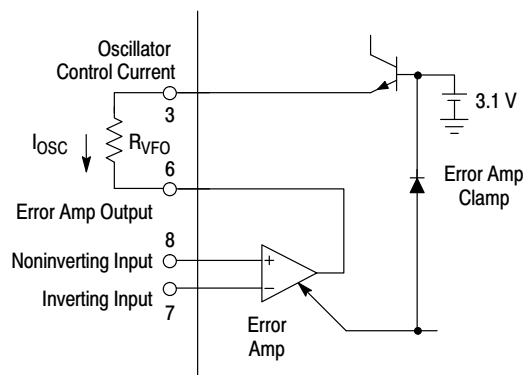 Oscillator
Control Current
3
3.1 V
IOSC
RVFO
6
Error Amp
Clamp
Error Amp Output
8
Noninverting Input
+
Inverting Input
–
7
Error
Amp